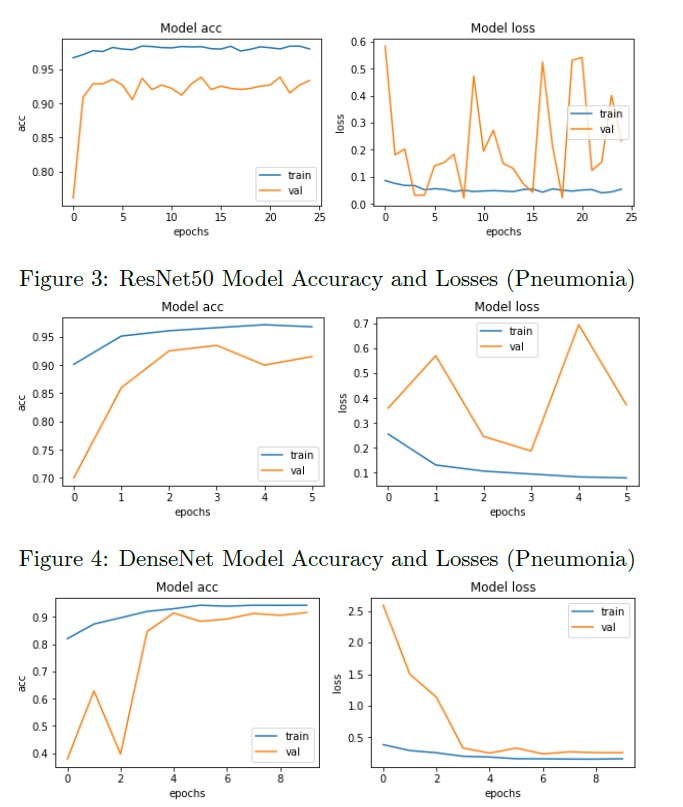 Model acc
Model loss
0.95
0.90
0.85
0.80
acc
0 5 10 15 20 25
epochs
train
val
0.6
0.5
0.4
0.3
0.2
0.1
0.0
loss
0 5 10 15 20 25
epochs
train
val
Figure 3: ResNet50 Model Accuracy and Losses (Pneumonia)
Model acc
Model loss
0.95
0.90
0.85
0.80
0.75
0.70
acc
0 1 2 3 4 5
epochs
train
val
0.7
0.6
0.5
0.4
0.3
0.2
0.1
loss
0 1 2 3 4 5
epochs
train
val
Figure 4: DenseNet Model Accuracy and Losses (Pneumonia)
Model acc
Model loss
0.9
0.8
0.7
0.6
0.5
0.4
acc
0 2 4 6 8
epochs
train
val
2.5
2.0
1.5
1.0
0.5
loss
0 2 4 6 8
epochs
train
val